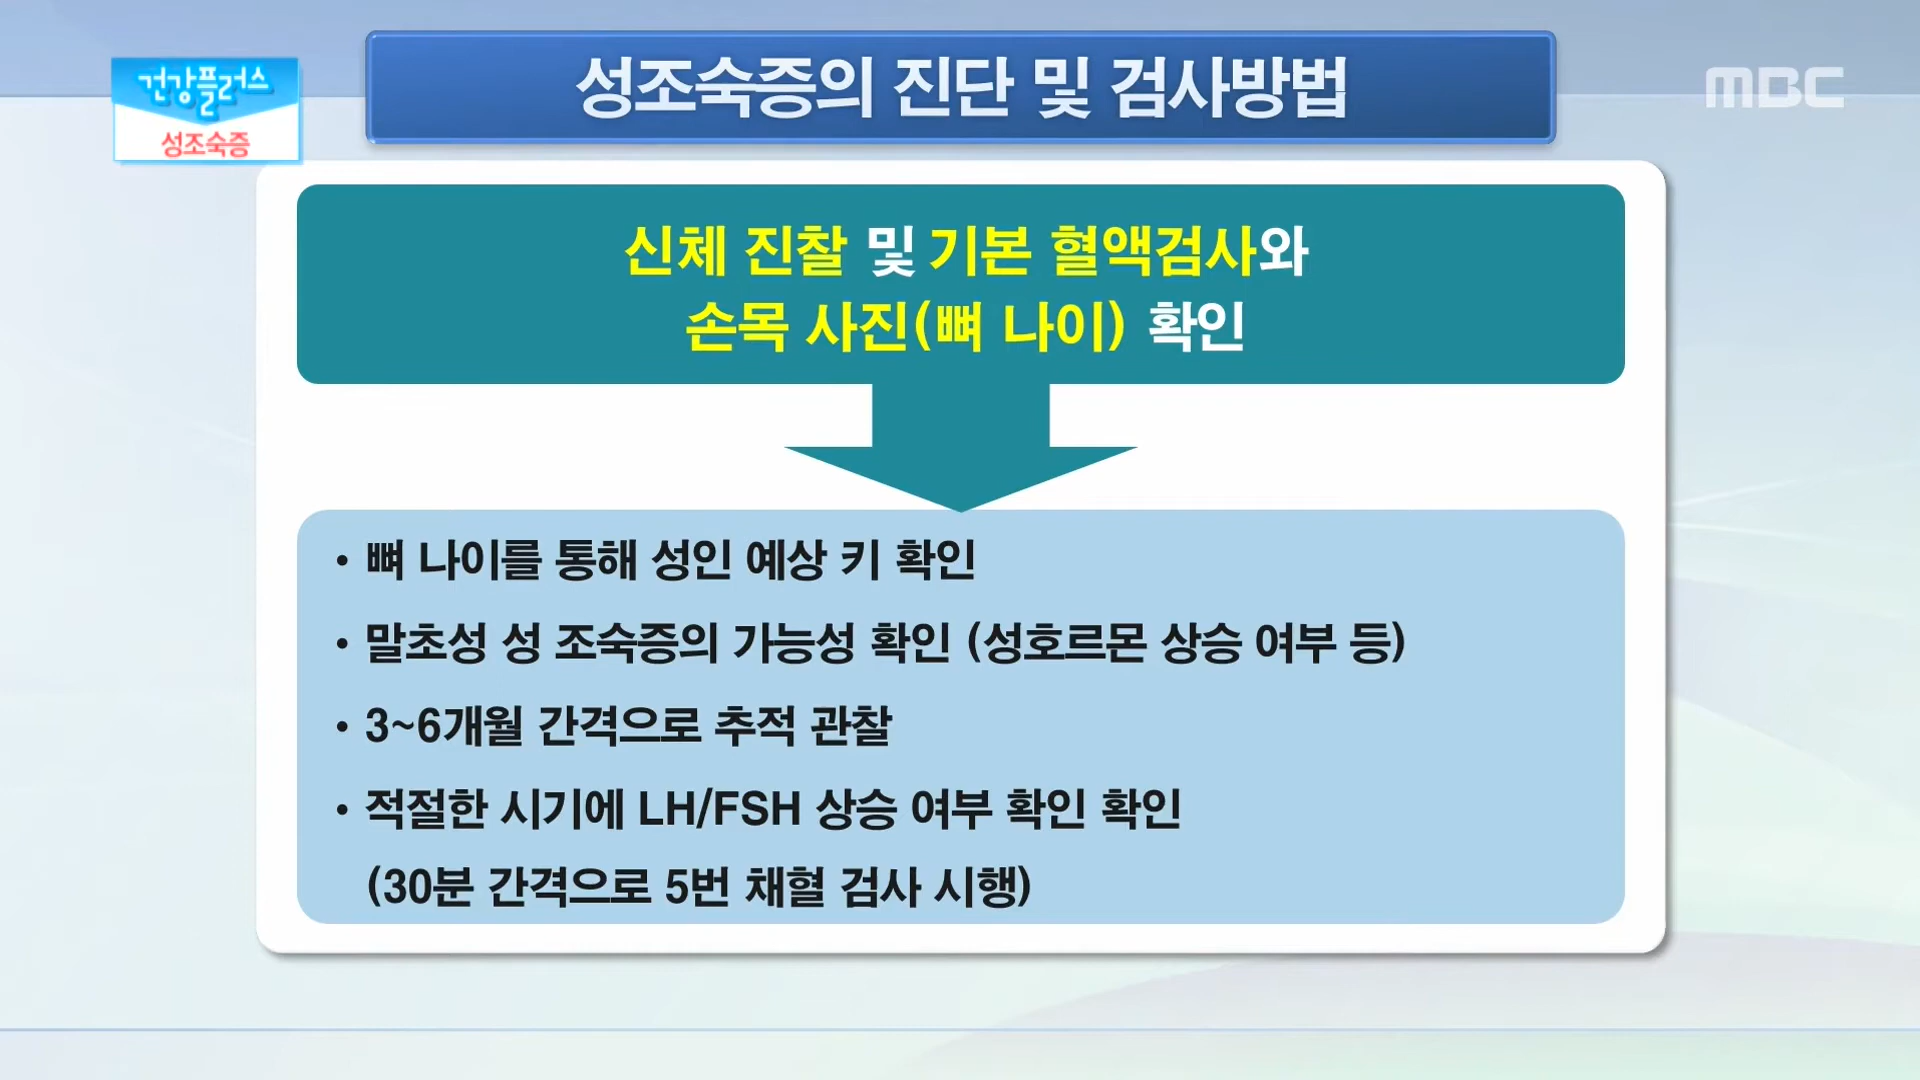 성조숙증의 진단 및 검사방법
건강플러스
성조숙증
MBC
신체 진찰 및 기본 혈액검사와
손목 사진(뼈 나이) 확인
• 뼈 나이를 통해 성인 예상 키 확인
• 말초성 성 조숙증의 가능성 확인 (성호르몬 상승 여부 등)
• 3~6개월 간격으로 추적 관찰
• 적절한 시기에 LH/FSH 상승 여부 확인 확인
(30분 간격으로 5번 채혈 검사 시행)